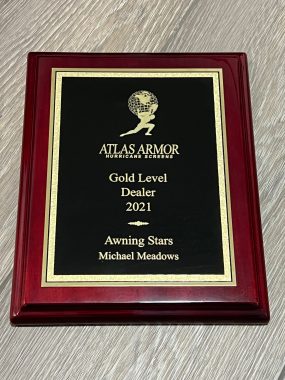 ATLAS ARMOR
HURRICANE SCREENS
Gold Level
Dealer
2021
Awning Stars
Michael Meadows